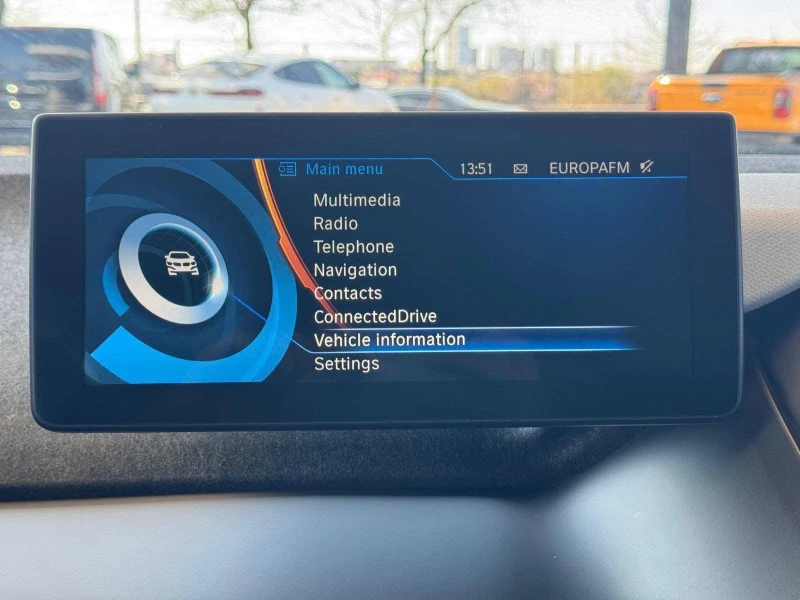 Main menu 13:51 EUROPAFM
Multimedia
Radio
Telephone
Navigation
Contacts
ConnectedDrive
Vehicle information
Settings